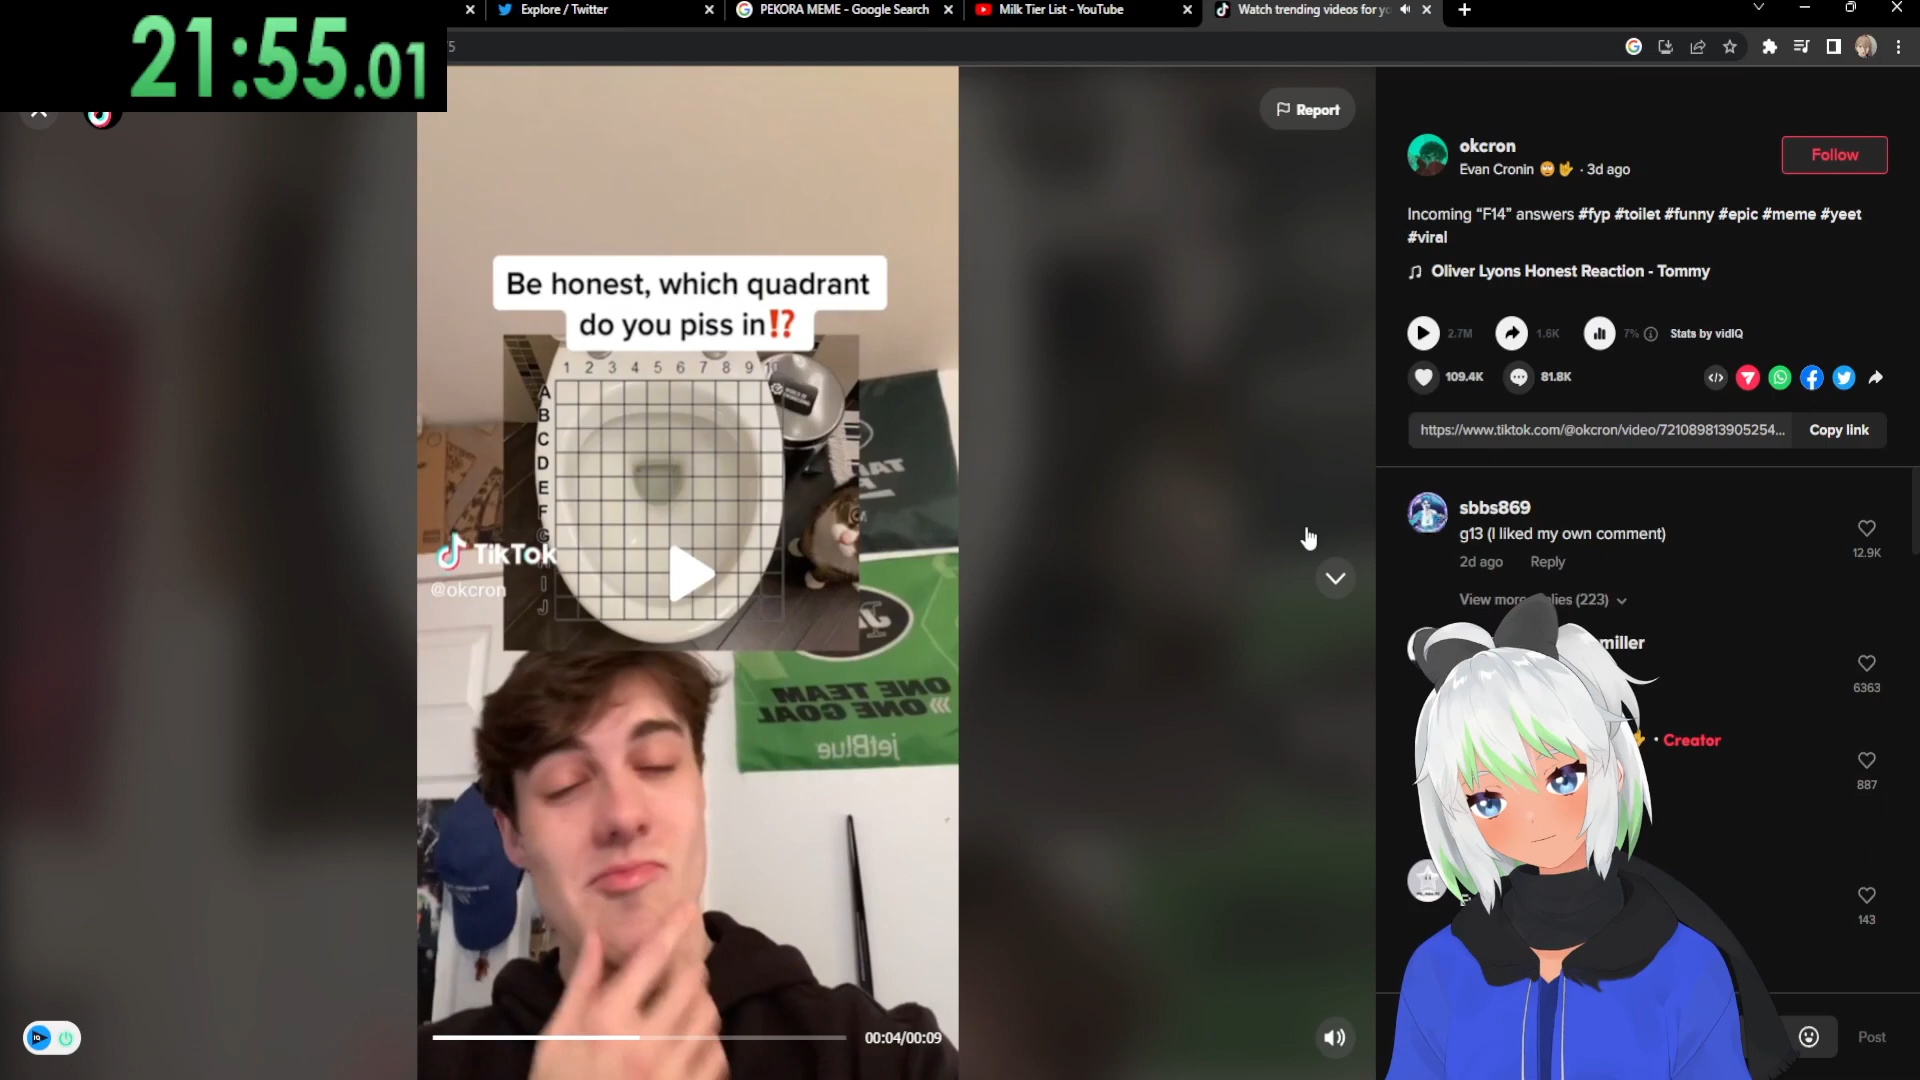 21:55.01
Explore / Twitter
PEKORA MEME - Google Search
Milk Tier List - YouTube
Watch trending videos for yo
5
Report
Be honest, which quadrant
do you piss in⁉️
1 2 3 4 5 6 7 8 9 10
A
B
C
D
E
F
G
I
J
TikTok
@okcron
ONE TEAM
ONE GOAL
jetBlue
00:04/00:09
okcron
Evan Cronin 🙄🤟 · 3d ago
Follow
Incoming “F14” answers #fyp #toilet #funny #epic #meme #yeet
#viral
Oliver Lyons Honest Reaction - Tommy
2.7M
1.6K
7%
Stats by vidIQ
109.4K
81.8K
https://www.tiktok.com/@okcron/video/721089813905254...
Copy link
sbbs869
g13 (I liked my own comment)
12.9K
2d ago
Reply
View more replies (223)
miller
6363
· Creator
887
143
Post